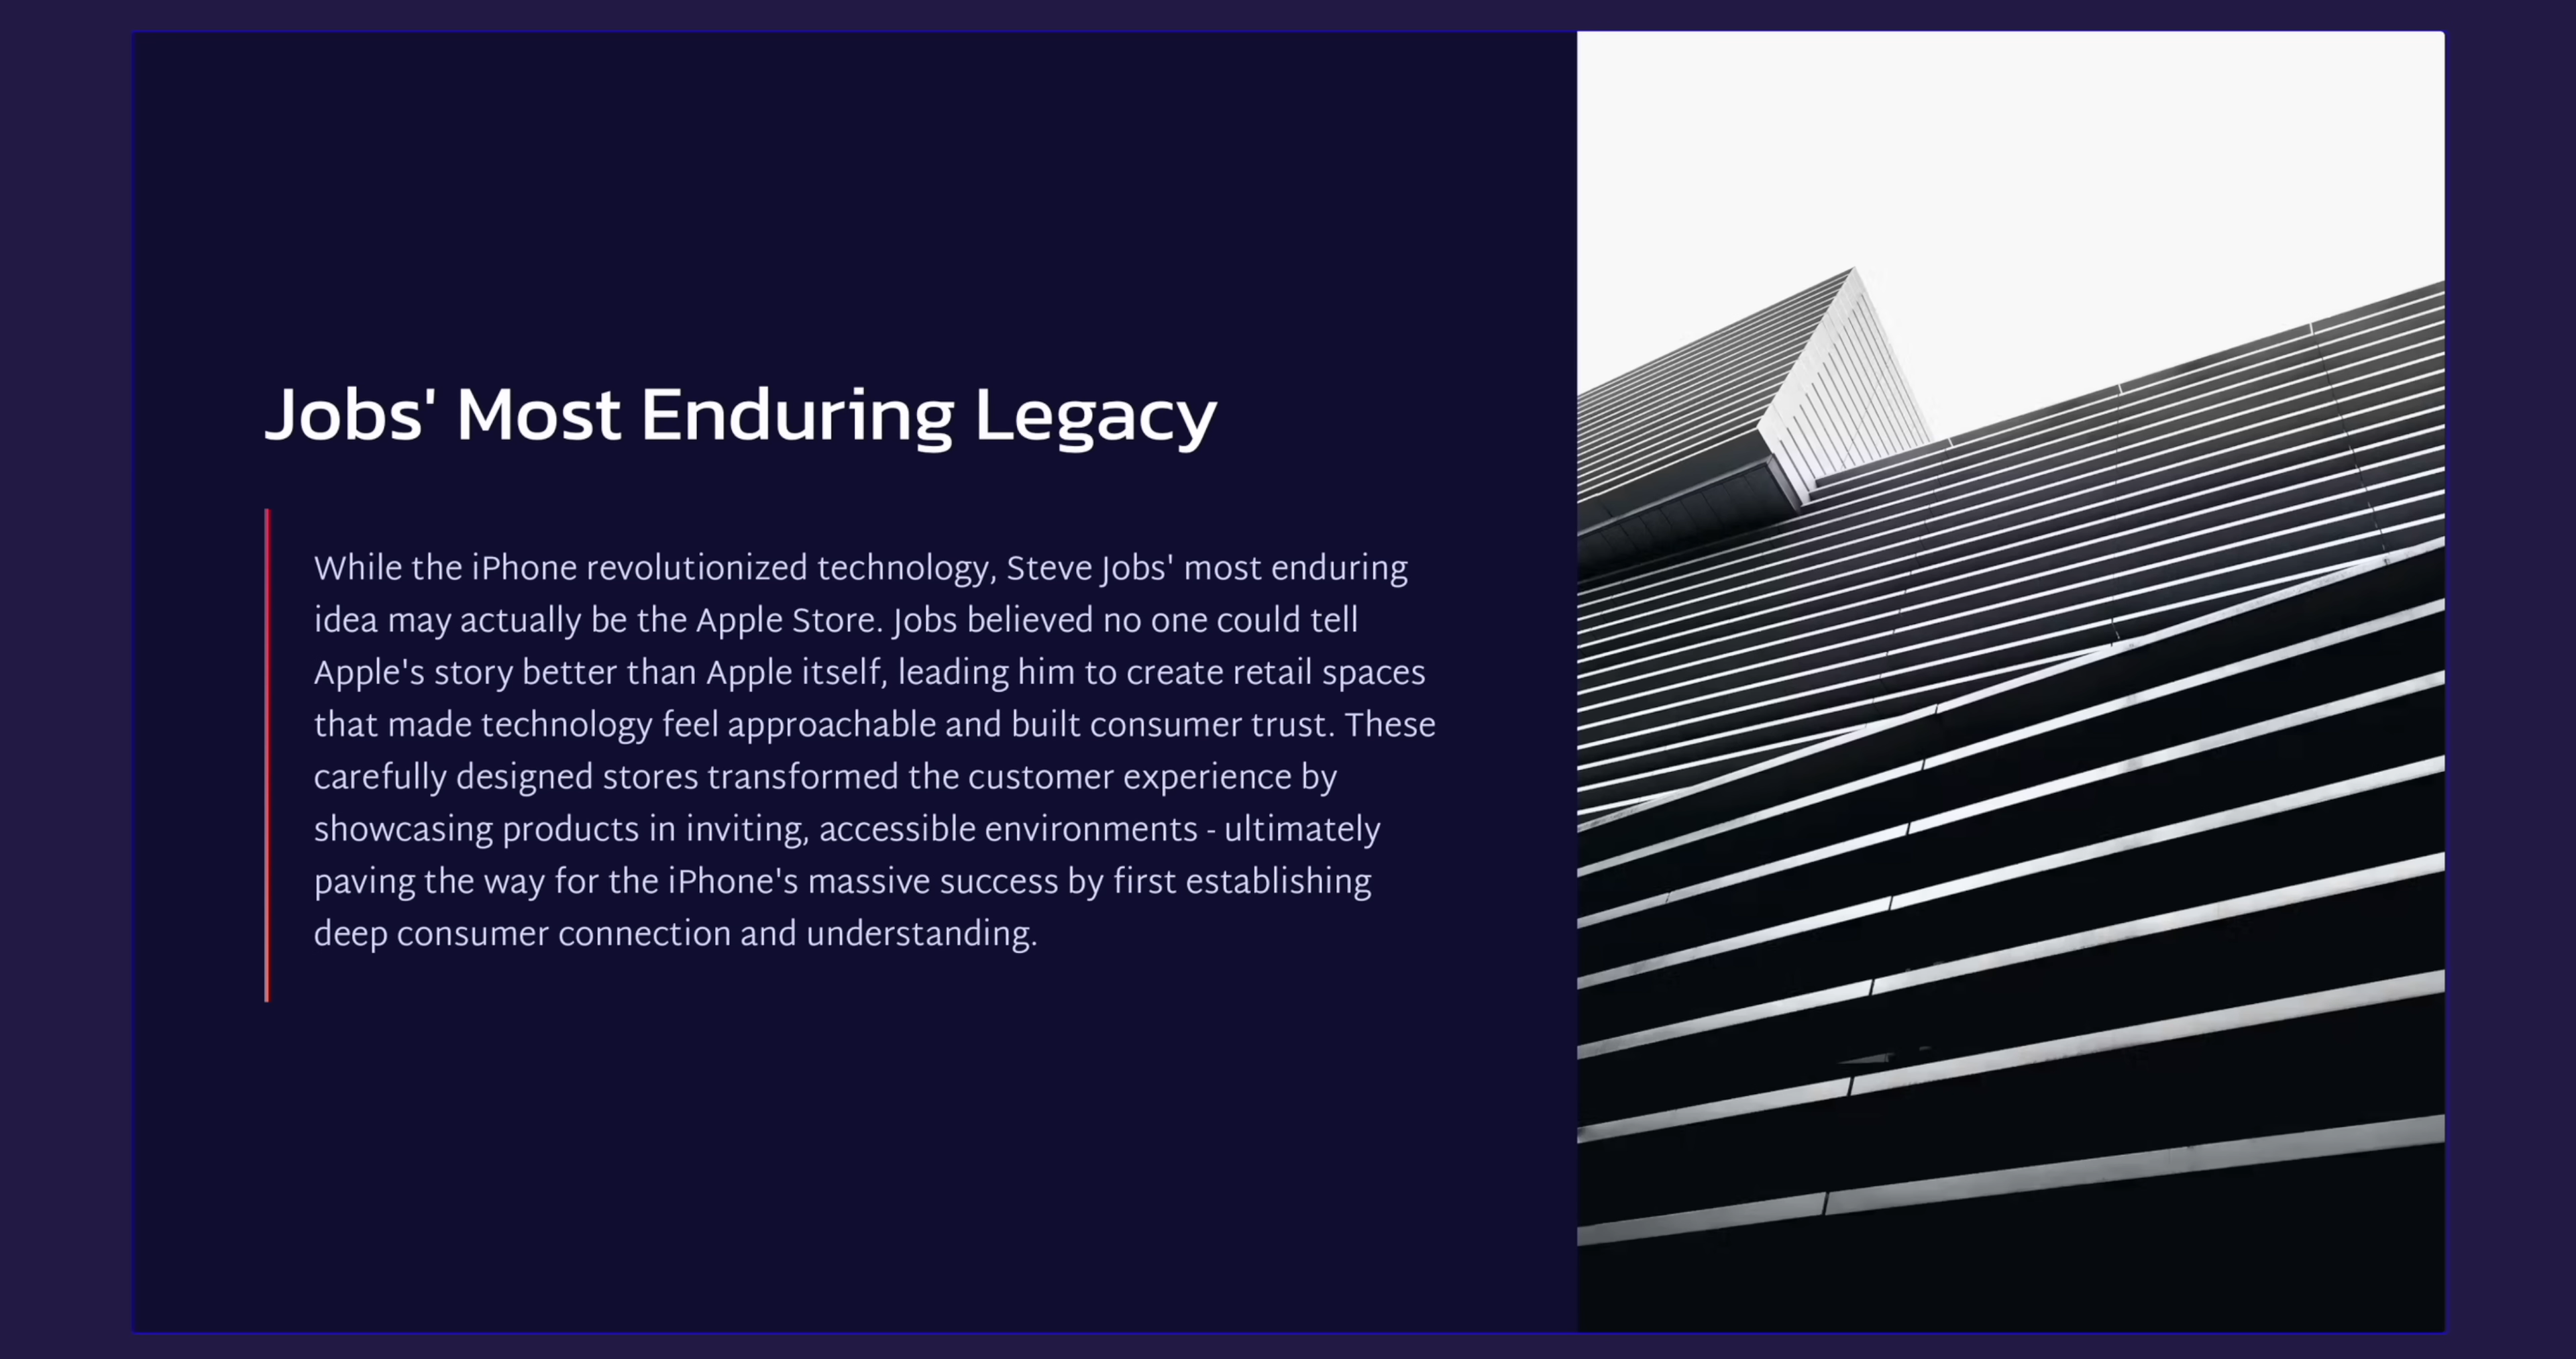 Jobs' Most Enduring Legacy
While the iPhone revolutionized technology, Steve Jobs' most enduring
idea may actually be the Apple Store. Jobs believed no one could tell
Apple's story better than Apple itself, leading him to create retail spaces
that made technology feel approachable and built consumer trust. These
carefully designed stores transformed the customer experience by
showcasing products in inviting, accessible environments - ultimately
paving the way for the iPhone's massive success by first establishing
deep consumer connection and understanding.